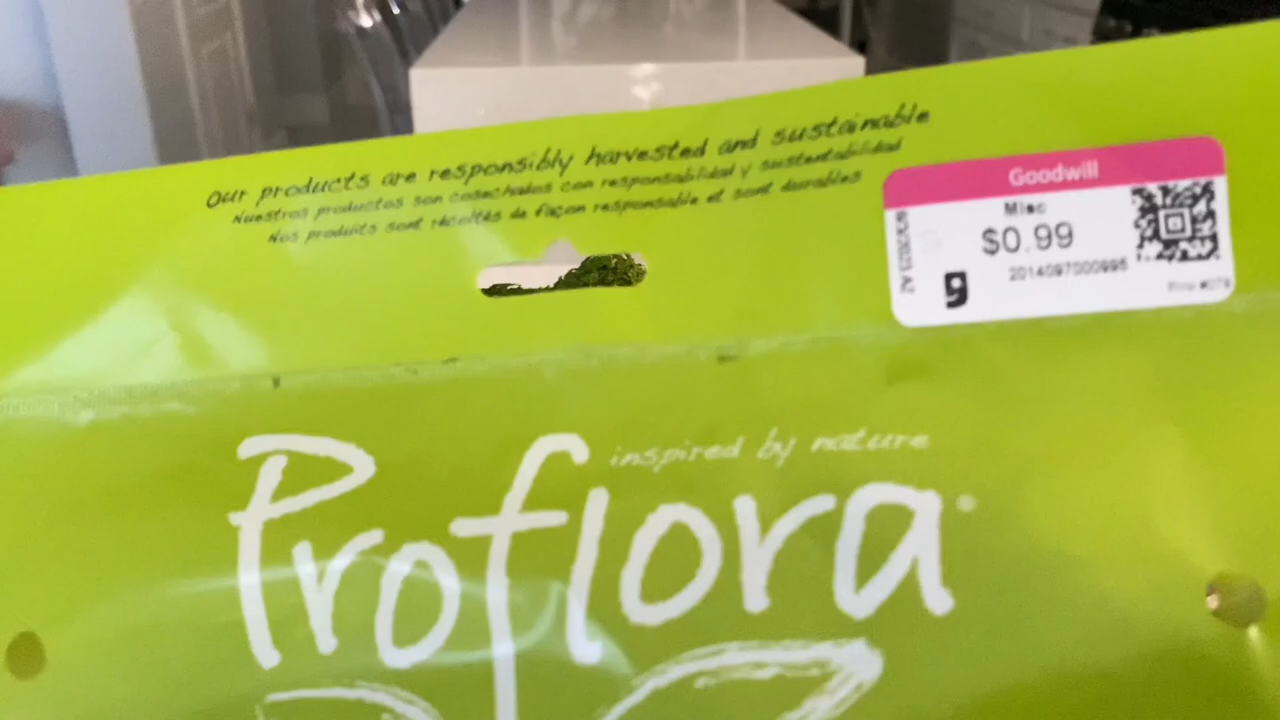 Our products are responsibly harvested and sustainable
Nuestros productos son cosechados con responsabilidad y sustentabilidad
Nos produits sont récoltés de façon responsable et sont durables
Goodwill
Misc
$0.99
g
inspired by nature
Proflora